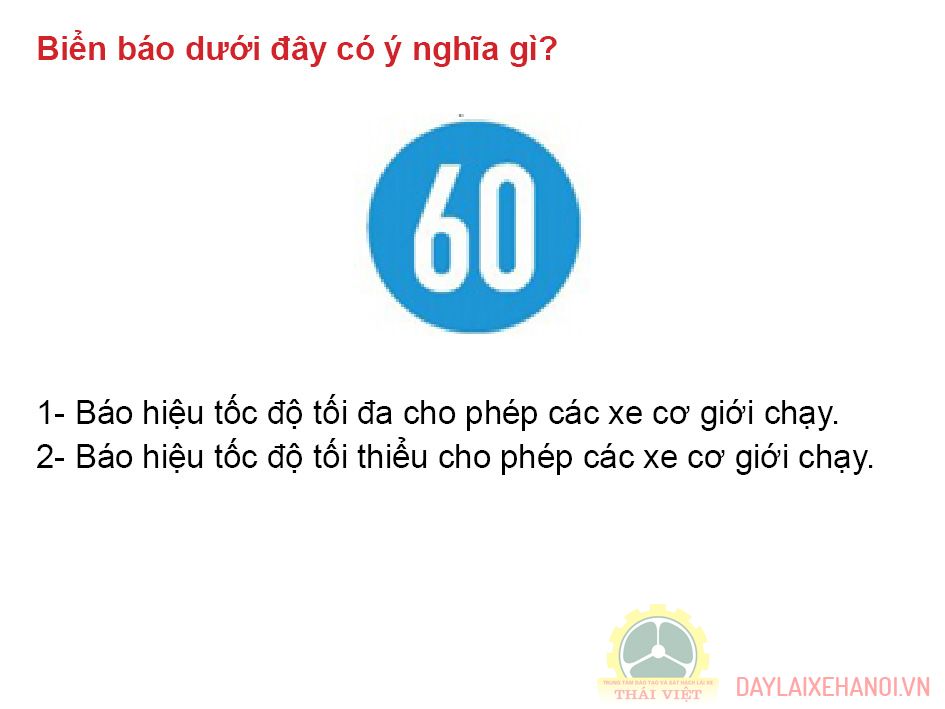 Biển báo dưới đây có ý nghĩa gì?
60
1- Báo hiệu tốc độ tối đa cho phép các xe cơ giới chạy.
2- Báo hiệu tốc độ tối thiểu cho phép các xe cơ giới chạy.
TRUNG TÂM ĐÀO TẠO VÀ SÁT HẠCH LÁI XE
THÁI VIỆT
DAYLAIXEHANOI.VN